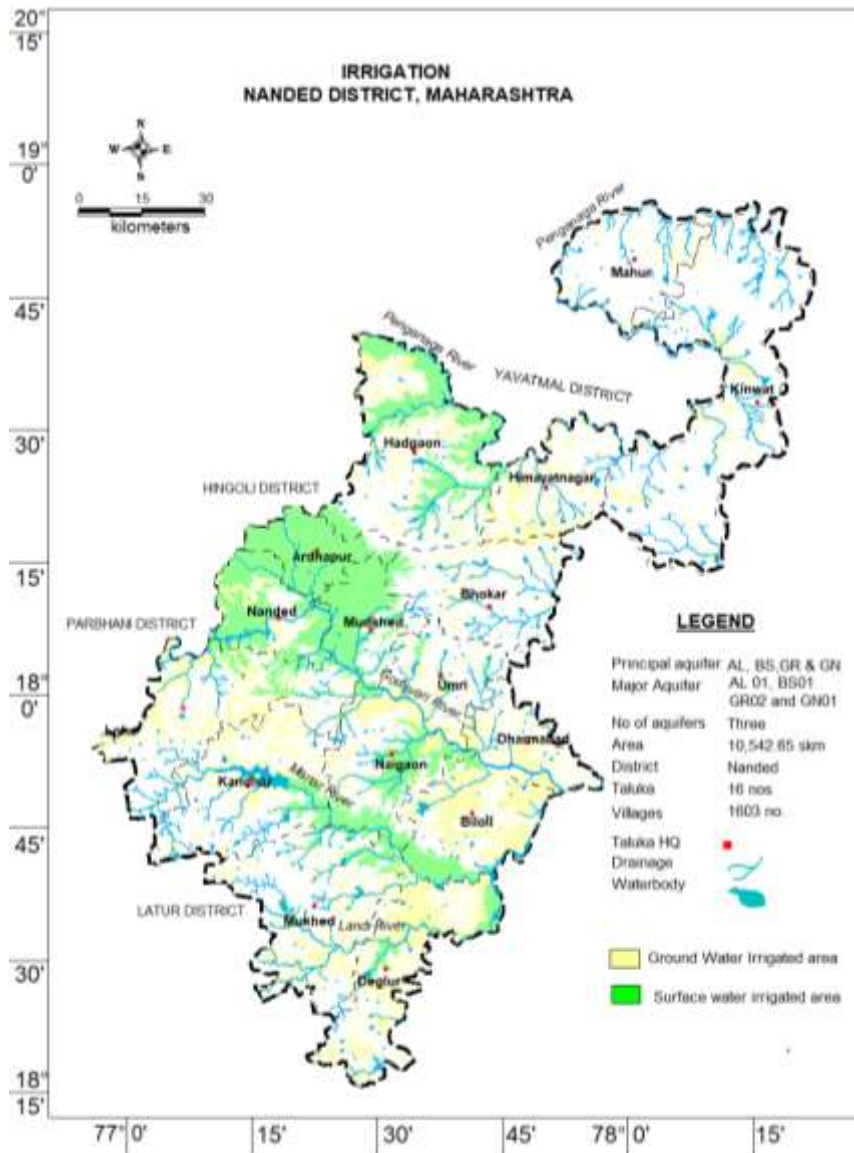 20°
15'
IRRIGATION
NANDED DISTRICT, MAHARASHTRA
N
W E
S
19°
0'
0 15 30
kilometers
Penganaga River
Mahur
45'
Penganaga River
YAVATMAL DISTRICT
Kinwat
30'
Hadgaon
Himayatnagar
HINGOLI DISTRICT
Ardhapur
15'
Bhokar
Nanded
Mudkhed
PARBHANI DISTRICT
Umri
18°
0'
Godavari River
Dharmabad
Naigaon
Kandhar
Manar River
Biloli
45'
LATUR DISTRICT
Mukhed
Landi River
30'
Deglur
18°
15'
LEGEND
Principal aquifer AL, BS,GR & GN
Major Aquifer AL 01, BS01
GR02 and GN01
No of aquifers Three
Area 10,542.65 skm
District Nanded
Taluka 16 nos
Villages 1603 no.
Taluka HQ
Drainage
Waterbody
Ground Water Irrigated area
Surface water irrigated area
77° 0' 15' 30' 45' 78° 0' 15'